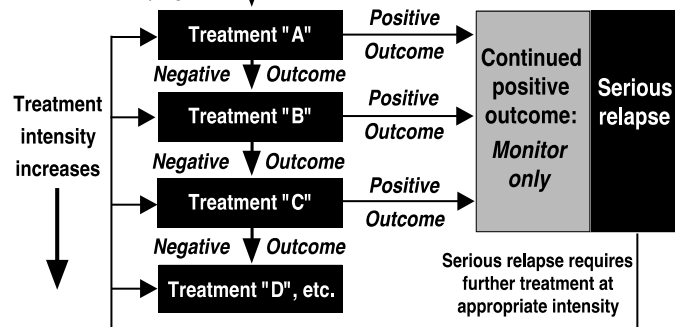 Treatment "A"
Positive
Outcome
Negative Outcome
Treatment
intensity
increases
Treatment "B"
Positive
Outcome
Negative Outcome
Treatment "C"
Positive
Outcome
Negative Outcome
Treatment "D", etc.
Continued
positive
outcome:
Monitor
only
Serious
relapse
Serious relapse requires
further treatment at
appropriate intensity